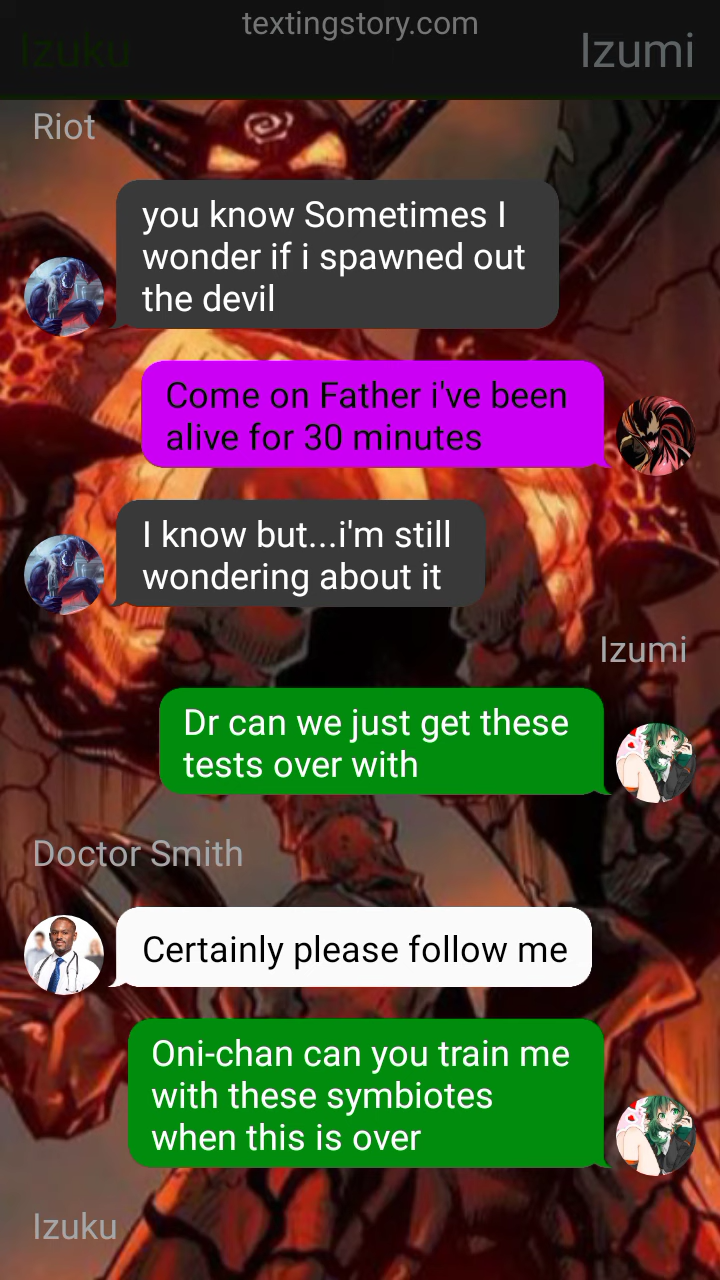 textingstory.com
Izuku
Izumi
Riot
you know Sometimes I
wonder if i spawned out
the devil
Come on Father i've been
alive for 30 minutes
I know but...i'm still
wondering about it
Izumi
Dr can we just get these
tests over with
Doctor Smith
Certainly please follow me
Oni-chan can you train me
with these symbiotes
when this is over
Izuku